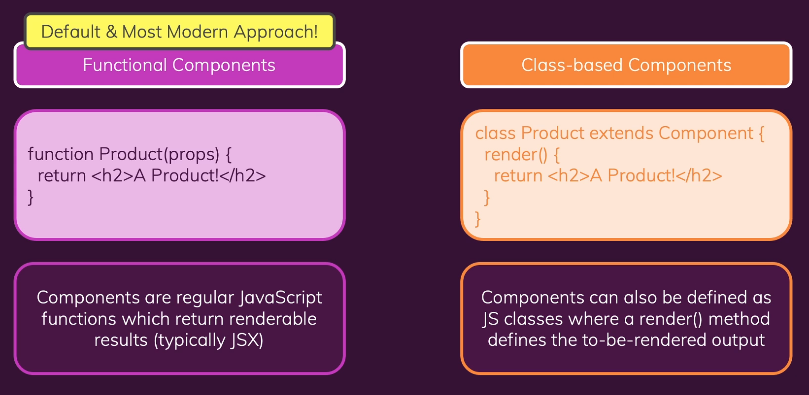 Default & Most Modern Approach!
Functional Components
function Product(props) {
return <h2>A Product!</h2>
}
Components are regular JavaScript
functions which return renderable
results (typically JSX)
Class-based Components
class Product extends Component {
render() {
return <h2>A Product!</h2>
}
}
Components can also be defined as
JS classes where a render() method
defines the to-be-rendered output